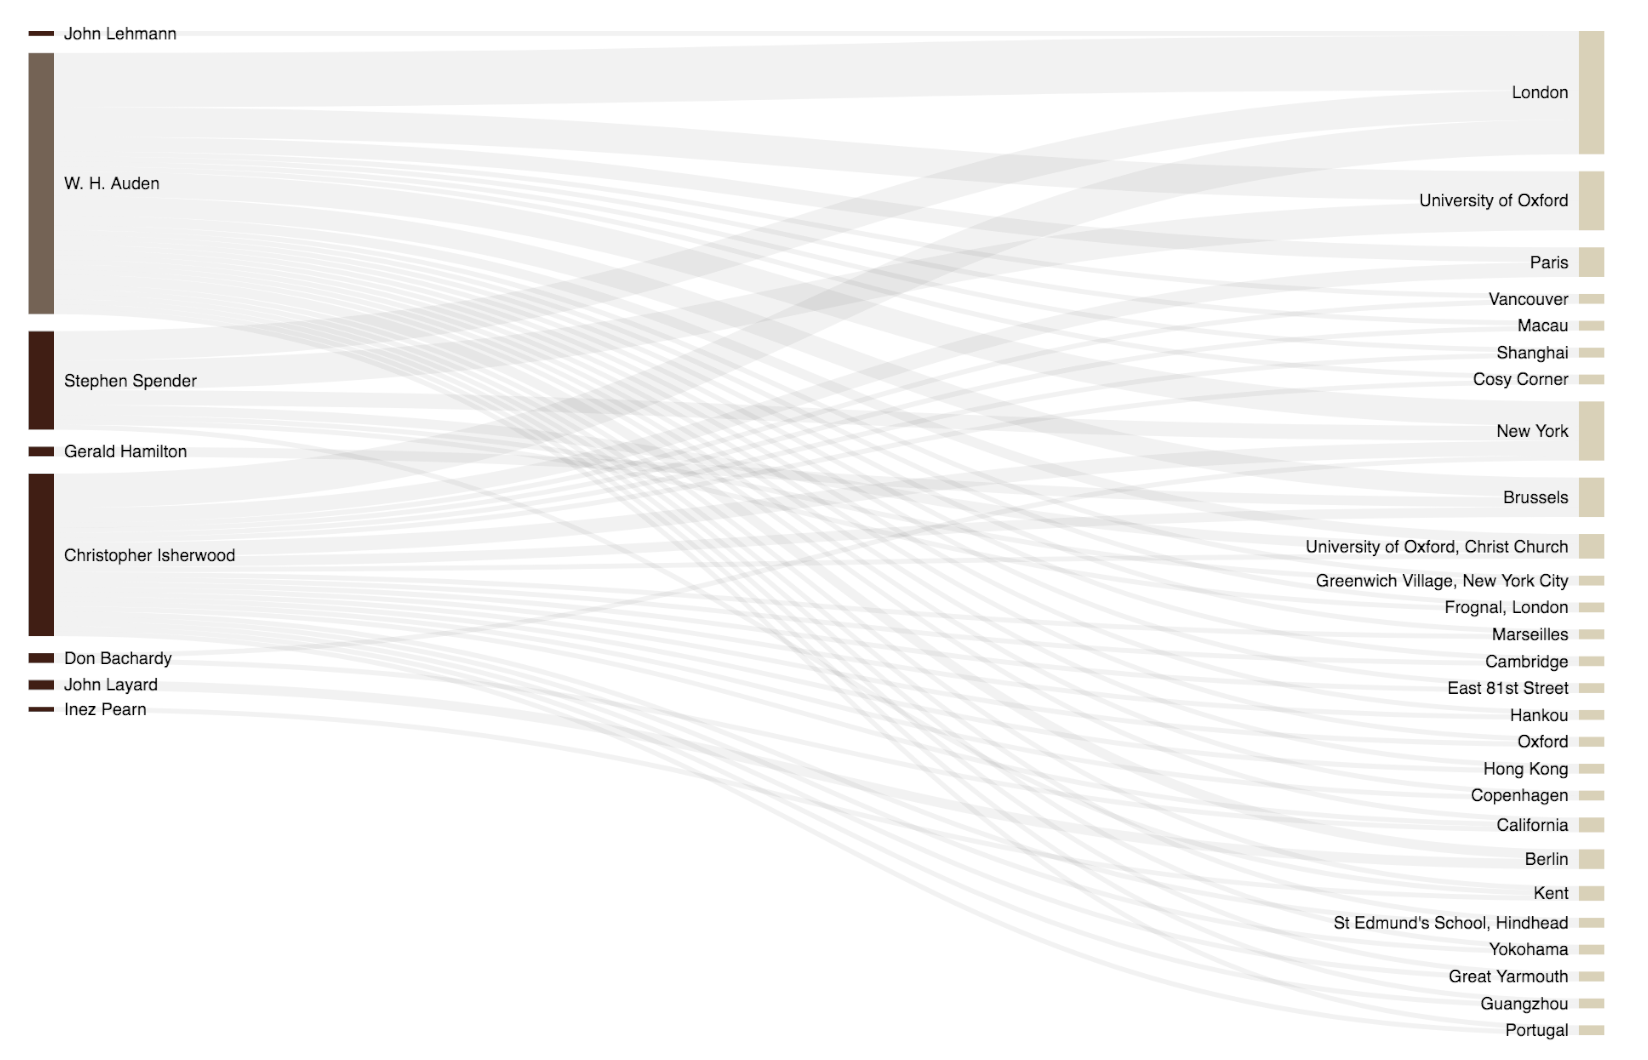 John Lehmann
W. H. Auden
Stephen Spender
Gerald Hamilton
Christopher Isherwood
Don Bachardy
John Layard
Inez Pearn
London
University of Oxford
Paris
Vancouver
Macau
Shanghai
Cosy Corner
New York
Brussels
University of Oxford, Christ Church
Greenwich Village, New York City
Frognal, London
Marseilles
Cambridge
East 81st Street
Hankou
Oxford
Hong Kong
Copenhagen
California
Berlin
Kent
St Edmund's School, Hindhead
Yokohama
Great Yarmouth
Guangzhou
Portugal